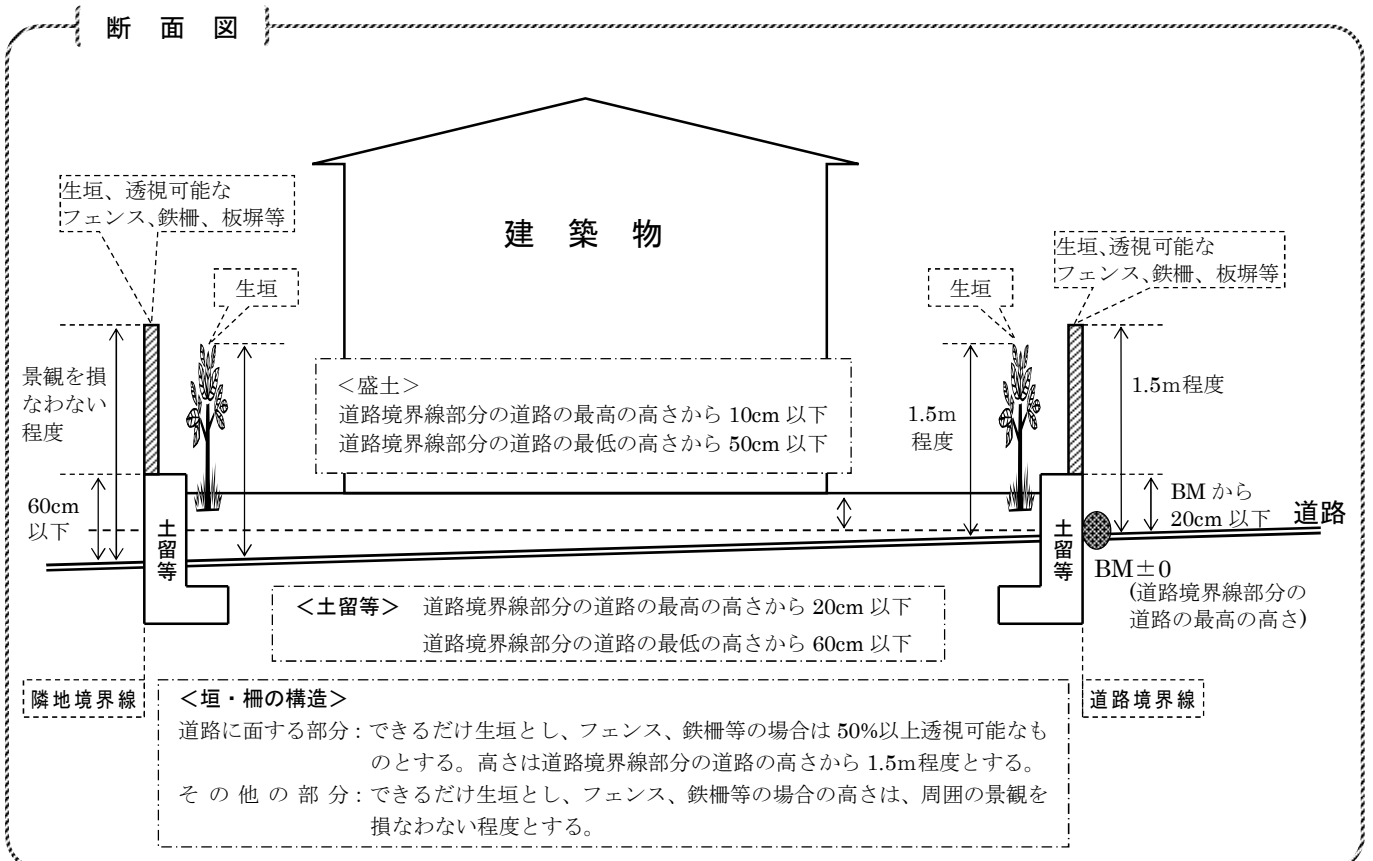 断面図
建築物
生垣、透視可能な
フェンス、鉄柵、板塀等
生垣
生垣
生垣、透視可能な
フェンス、鉄柵、板塀等
景観を損
なわない
程度
60cm
以下
<盛土>
道路境界線部分の道路の最高の高さから 10cm 以下
道路境界線部分の道路の最低の高さから 50cm 以下
1.5m
程度
1.5m程度
BM から
20cm 以下
道路
土留等
土留等
BM±0
(道路境界線部分の
道路の最高の高さ)
<土留等> 道路境界線部分の道路の最高の高さから 20cm 以下
道路境界線部分の道路の最低の高さから 60cm 以下
隣地境界線
道路境界線
<垣・柵の構造>
道路に面する部分:できるだけ生垣とし、フェンス、鉄柵等の場合は 50%以上透視可能なも
のとする。高さは道路境界線部分の道路の高さから 1.5m程度とする。
その他の部分:できるだけ生垣とし、フェンス、鉄柵等の場合の高さは、周囲の景観を
損なわない程度とする。